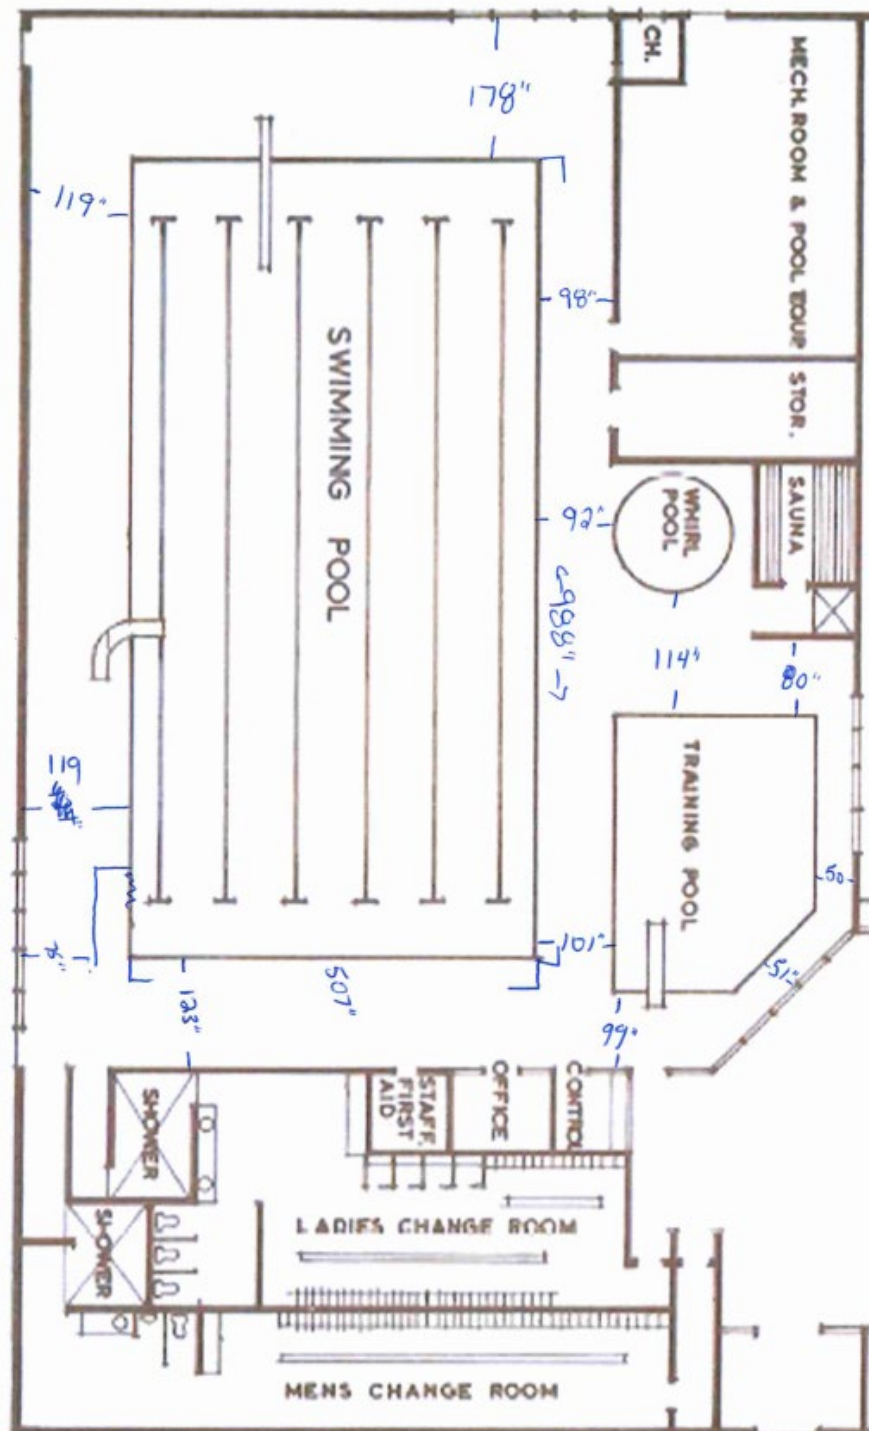 CH.
MECH. ROOM & POOL EQUIP STOR.
178"
119"
98"
SWIMMING POOL
SAUNA
WHIRL
POOL
92"
988"
114"
80"
TRAINING POOL
119
50
101"
51"
507"
123"
99"
SHOWER
STAFF
FIRST
AID
OFFICE
CONTROL
LADIES CHANGE ROOM
SHOWER
MENS CHANGE ROOM